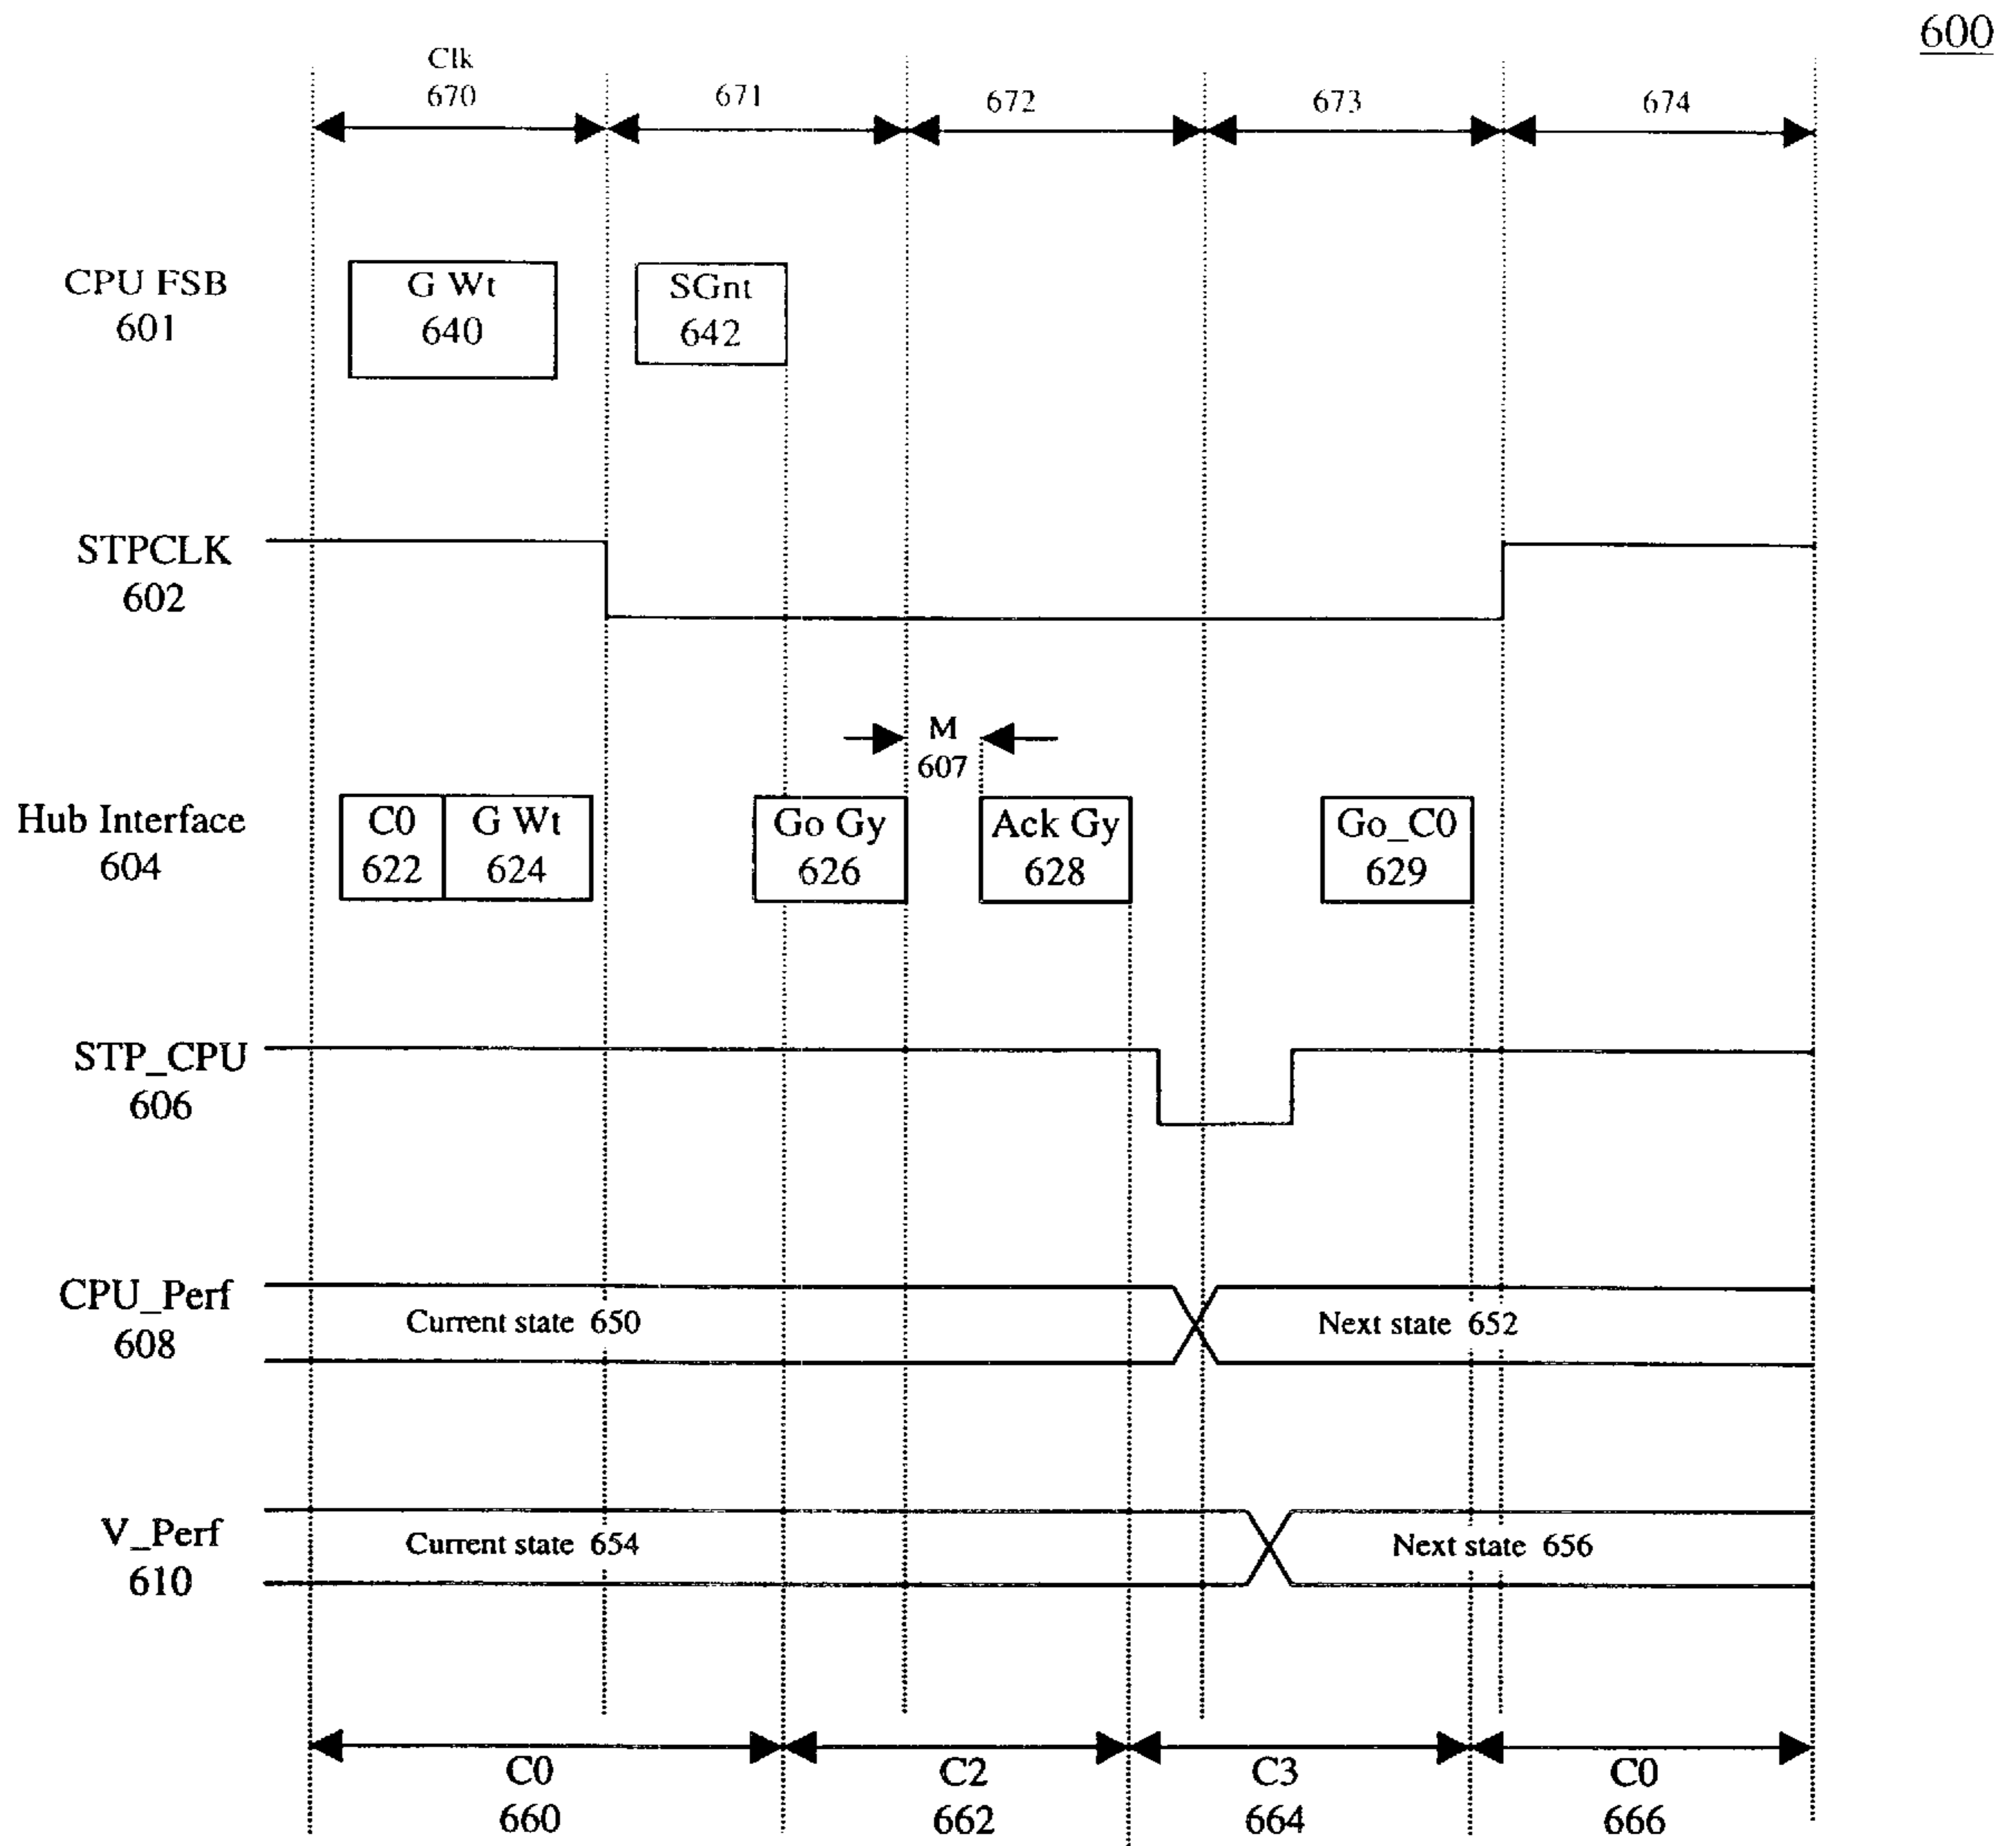 600
Clk
670
671
672
673
674
CPU FSB
601
G Wt
640
SGnt
642
STPCLK
602
M
607
Hub Interface
604
C0
622
G Wt
624
Go Gy
626
Ack Gy
628
Go_C0
629
STP_CPU
606
CPU_Perf
608
Current state 650
Next state 652
V_Perf
610
Current state 654
Next state 656
C0
660
C2
662
C3
664
C0
666